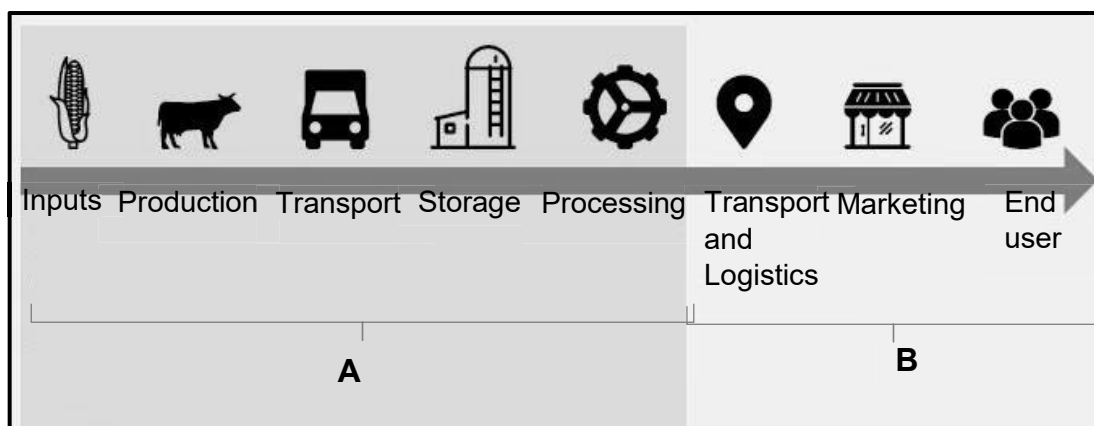 Inputs Production Transport Storage Processing Transport Marketing End
and user
Logistics
A B